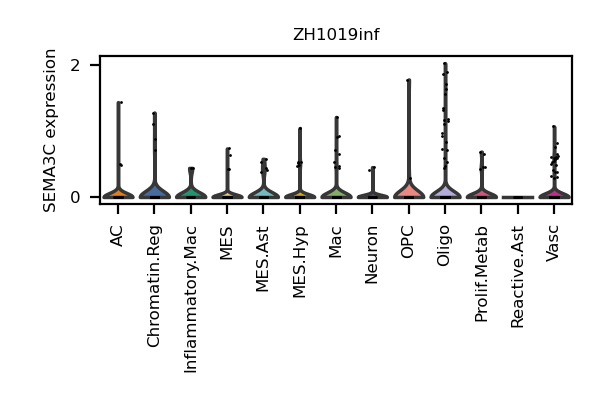 ZH1019inf
SEMA3C expression
2
0
AC
Chromatin.Reg
Inflammatory.Mac
MES
MES.Ast
MES.Hyp
Mac
Neuron
OPC
Oligo
Prolif.Metab
Reactive.Ast
Vasc